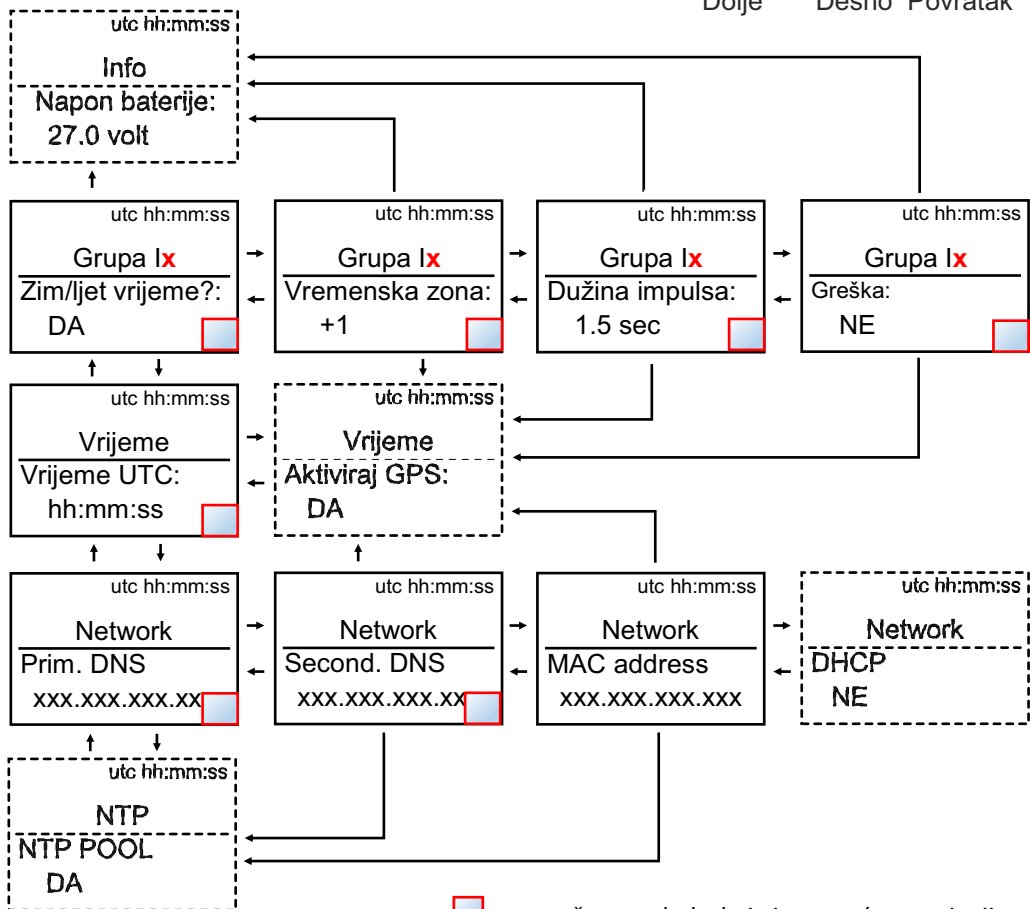 Dolje Desno Povratak
utc hh:mm:ss
Info
Napon baterije:
27.0 volt
utc hh:mm:ss
Grupa Ix
Zim/ljet vrijeme?:
DA
utc hh:mm:ss
Grupa Ix
Vremenska zona:
+1
utc hh:mm:ss
Grupa Ix
Dužina impulsa:
1.5 sec
utc hh:mm:ss
Grupa Ix
Greška:
NE
utc hh:mm:ss
Vrijeme
Vrijeme UTC:
hh:mm:ss
utc hh:mm:ss
Vrijeme
Aktiviraj GPS:
DA
utc hh:mm:ss
Network
Prim. DNS
xxx.xxx.xxx.xx
utc hh:mm:ss
Network
Second. DNS
xxx.xxx.xxx.xx
utc hh:mm:ss
Network
MAC address
xxx.xxx.xxx.xxx
utc hh:mm:ss
Network
DHCP
NE
utc hh:mm:ss
NTP
NTP POOL
DA